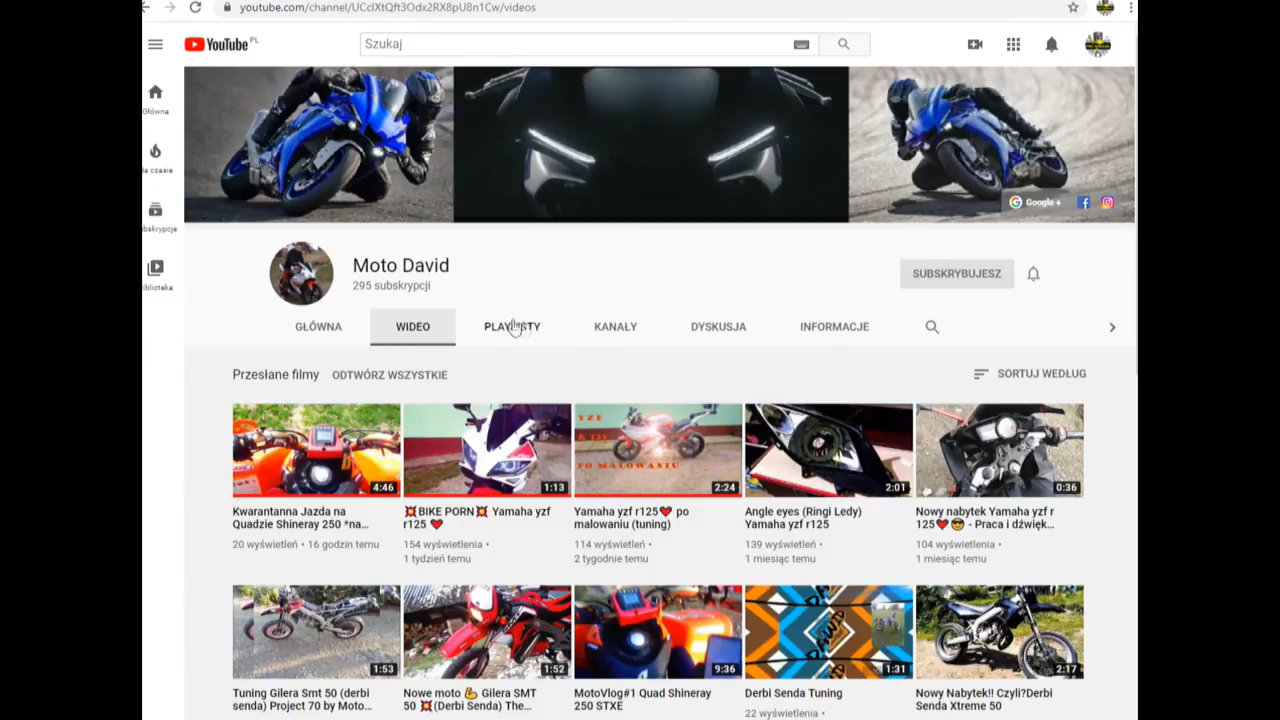 youtube.com/channel/UCclXtQft3Odx2RX8pU8n1Cw/videos
YouTube PL
Szukaj
Główna
a czasie
bskrypcje
iblioteka
Google +
Moto David
295 subskrypcji
SUBSKRYBUJESZ
GŁÓWNA WIDEO PLAYLISTY KANAŁY DYSKUSJA INFORMACJE
Przesłane filmy ODTWÓRZ WSZYSTKIE SORTUJ WEDŁUG
YZF
R 125
PO MALOWANIU
4:46 1:13 2:24 2:01 0:36
Kwarantanna Jazda na
Quadzie Shineray 250 *na...
20 wyświetleń • 16 godzin temu
💥BIKE PORN💥 Yamaha yzf
r125 ❤
154 wyświetlenia •
1 tydzień temu
Yamaha yzf r125❤ po
malowaniu (tuning)
114 wyświetleń •
2 tygodnie temu
Angle eyes (Ringi Ledy)
Yamaha yzf r125
139 wyświetleń •
1 miesiąc temu
Nowy nabytek Yamaha yzf r
125❤😎 - Praca i dźwięk...
104 wyświetlenia •
1 miesiąc temu
1:53 1:52 9:36 1:31 2:17
Tuning Gilera Smt 50 (derbi
senda) Project 70 by Moto...
Nowe moto 💪 Gilera SMT
50 💥(Derbi Senda) The...
MotoVlog#1 Quad Shineray
250 STXE
Derbi Senda Tuning
22 wyświetlenia •
Nowy Nabytek!! Czyli?Derbi
Senda Xtreme 50